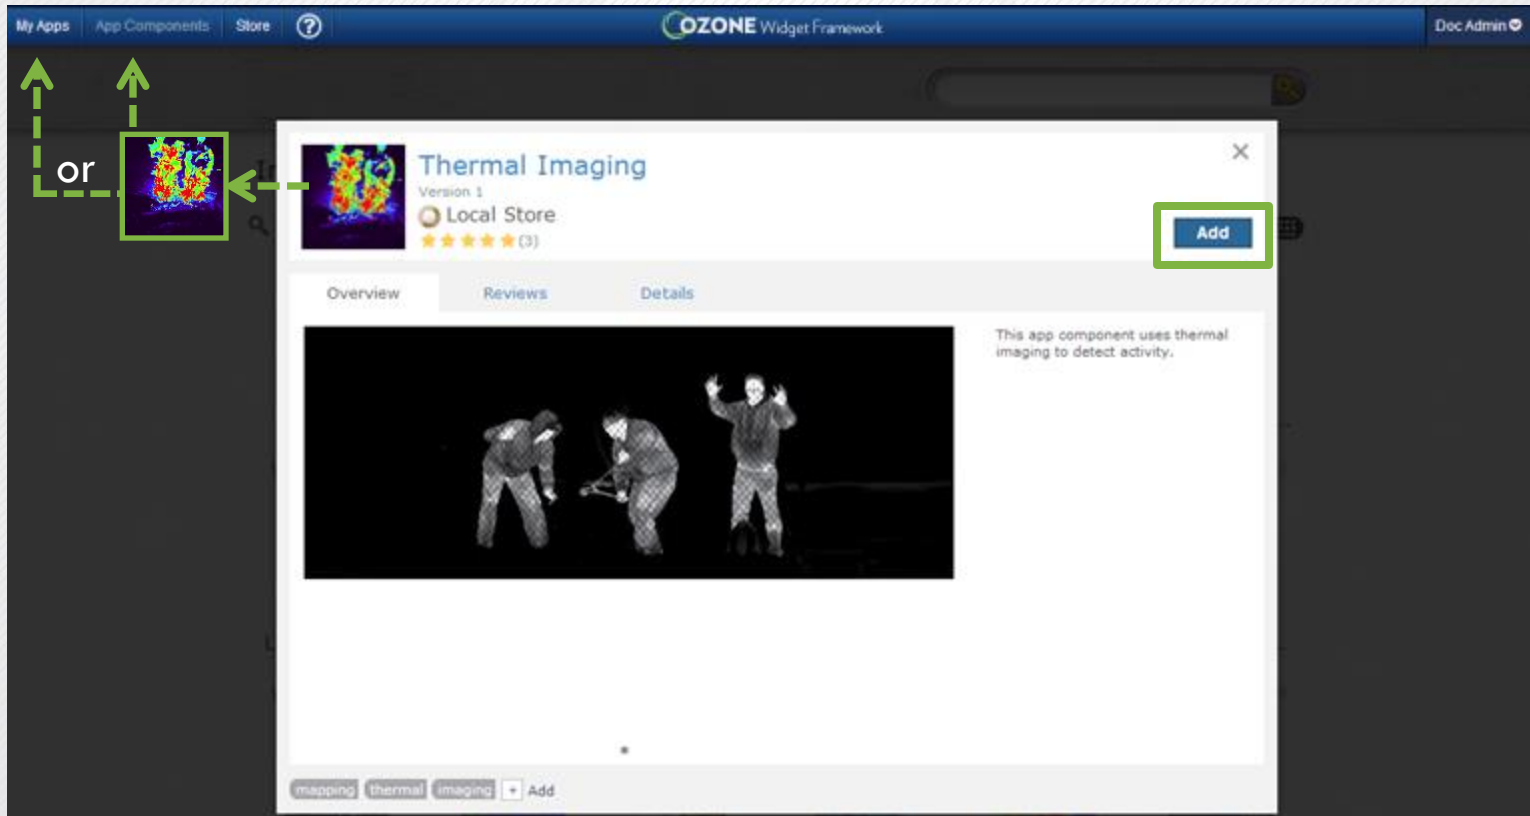 My Apps App Components Store ? OZONE Widget Framework Doc Admin
or
Thermal Imaging
Version 1
Local Store
(3)
Add
Overview Reviews Details
This app component uses thermal
imaging to detect activity.
mapping thermal imaging + Add